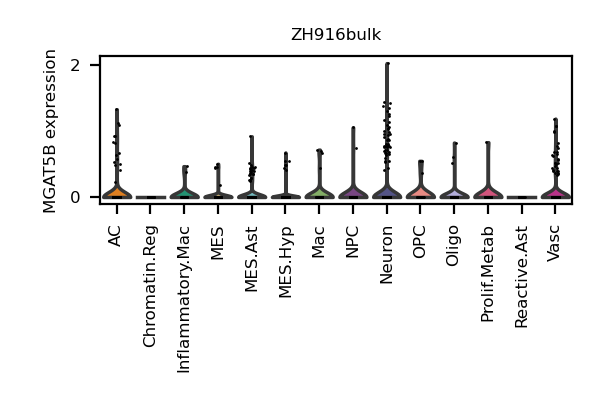 ZH916bulk
MGAT5B expression
2
0
AC
Chromatin.Reg
Inflammatory.Mac
MES
MES.Ast
MES.Hyp
Mac
NPC
Neuron
OPC
Oligo
Prolif.Metab
Reactive.Ast
Vasc